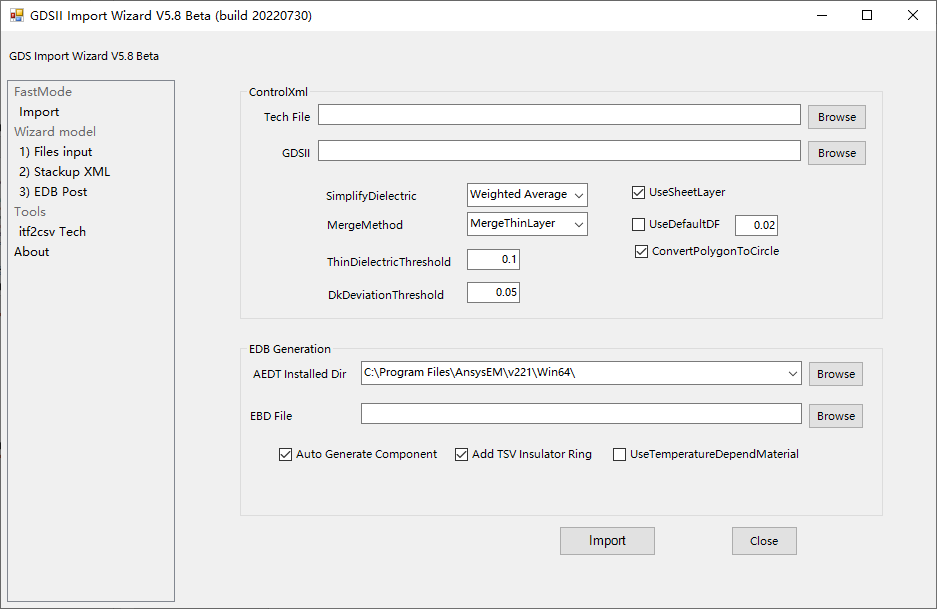 GDSII Import Wizard V5.8 Beta (build 20220730)
GDS Import Wizard V5.8 Beta
FastMode
Import
Wizard model
1) Files input
2) Stackup XML
3) EDB Post
Tools
itf2csv Tech
About
ControlXml
Tech File
Browse
GDSII
Browse
SimplifyDielectric
Weighted Average
UseSheetLayer
MergeMethod
MergeThinLayer
UseDefaultDF
0.02
ThinDielectricThreshold
0.1
ConvertPolygonToCircle
DkDeviationThreshold
0.05
EDB Generation
AEDT Installed Dir
C:\Program Files\AnsysEM\v221\Win64\
Browse
EBD File
Browse
Auto Generate Component
Add TSV Insulator Ring
UseTemperatureDependMaterial
Import
Close